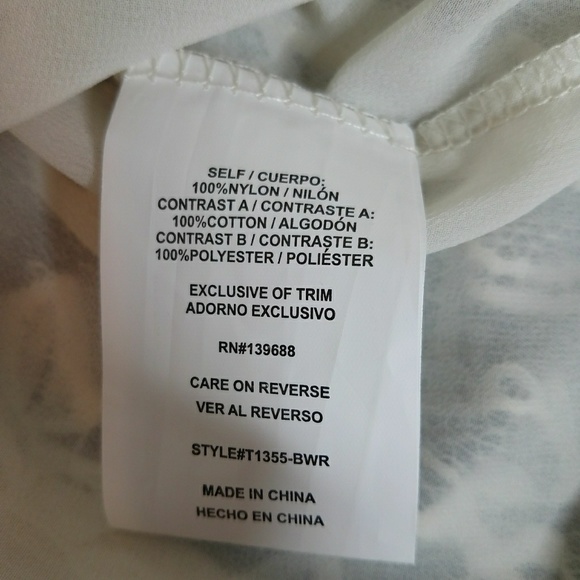 SELF / CUERPO:
100%NYLON / NILÓN
CONTRAST A / CONTRASTE A:
100%COTTON / ALGODÓN
CONTRAST B / CONTRASTE B:
100%POLYESTER / POLIÉSTER
EXCLUSIVE OF TRIM
ADORNO EXCLUSIVO
RN#139688
CARE ON REVERSE
VER AL REVERSO
STYLE#T1355-BWR
MADE IN CHINA
HECHO EN CHINA